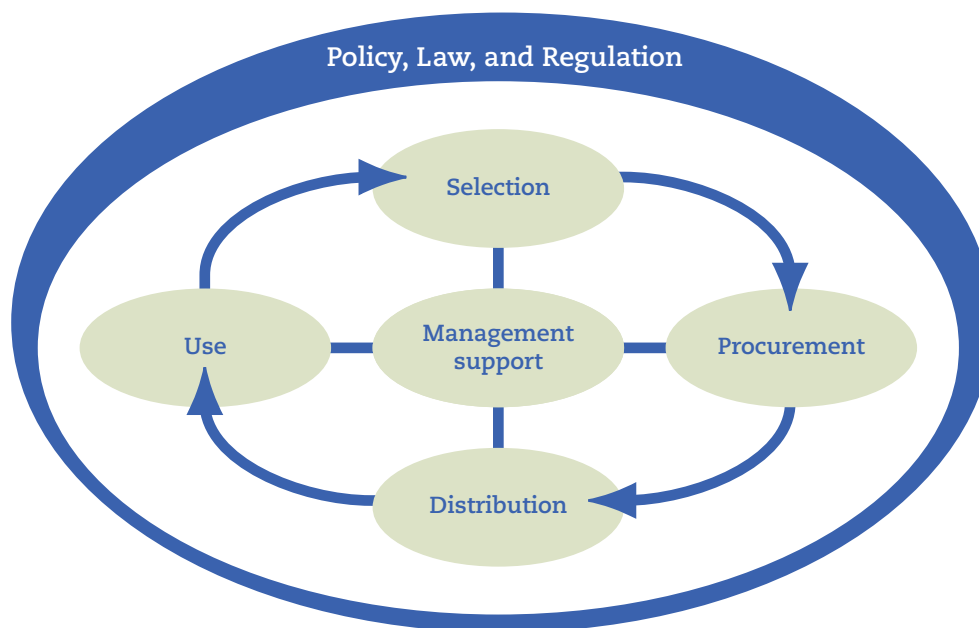 Policy, Law, and Regulation
Selection
Use
Management
support
Procurement
Distribution